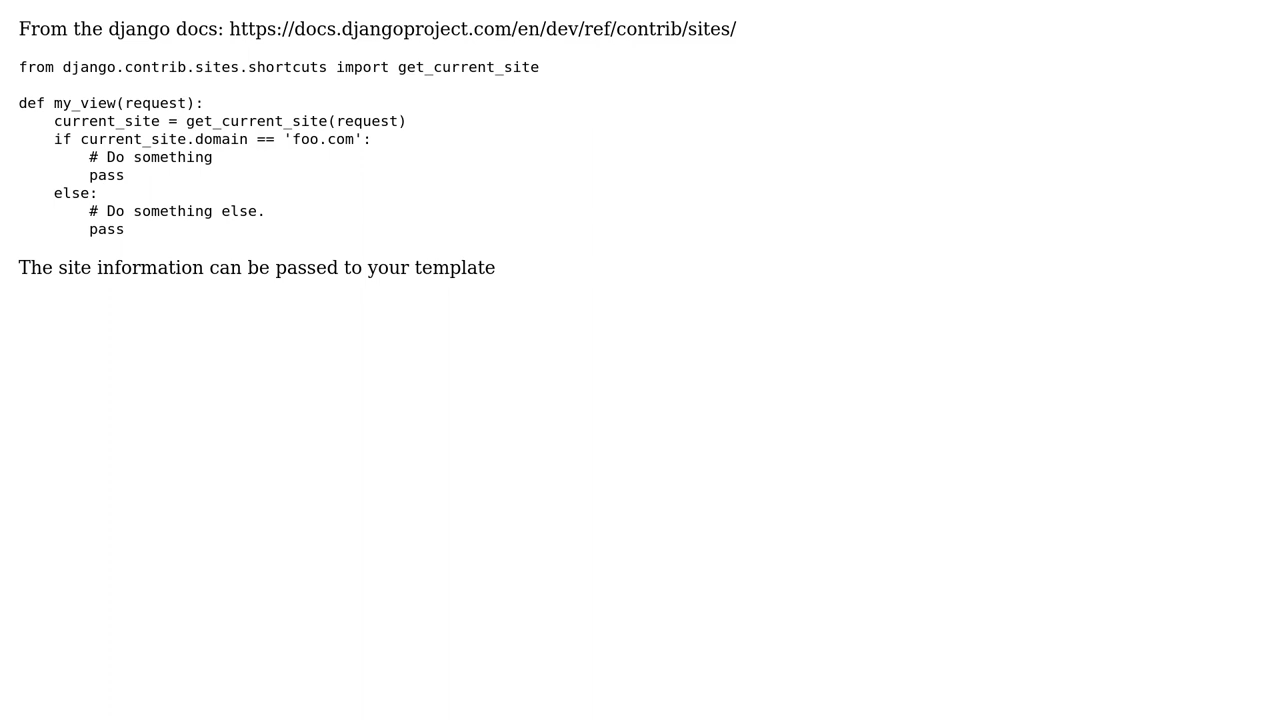 From the django docs: https://docs.djangoproject.com/en/dev/ref/contrib/sites/
from django.contrib.sites.shortcuts import get_current_site

def my_view(request):
    current_site = get_current_site(request)
    if current_site.domain == 'foo.com':
        # Do something
        pass
    else:
        # Do something else.
        pass

The site information can be passed to your template